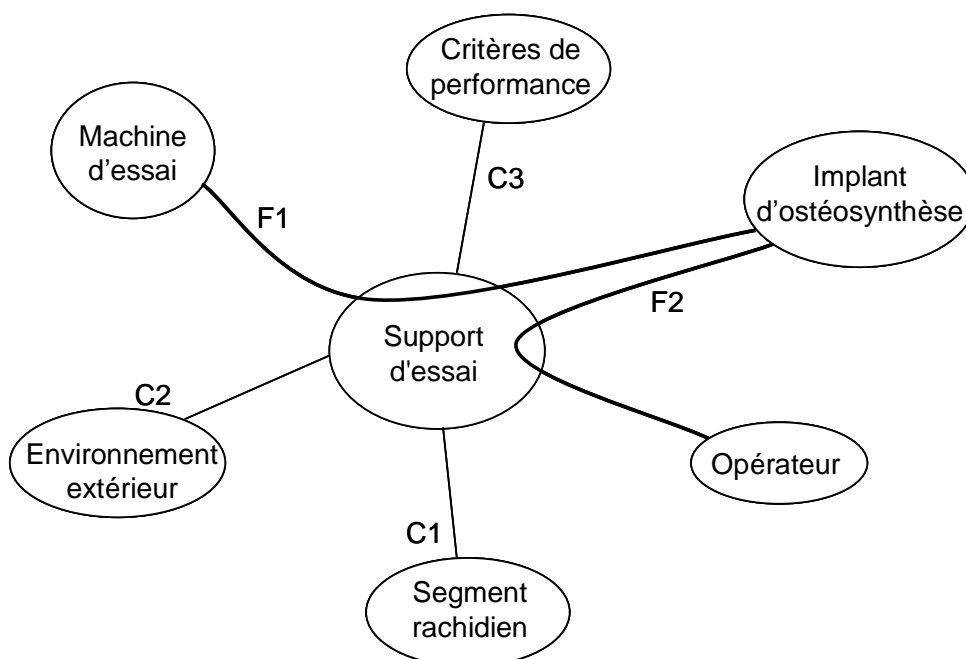 Critères de
performance
Machine
d’essai
C3
Implant
d’ostéosynthèse
F1
F2
Support
d'essai
C2
Environnement
extérieur
Opérateur
C1
Segment
rachidien